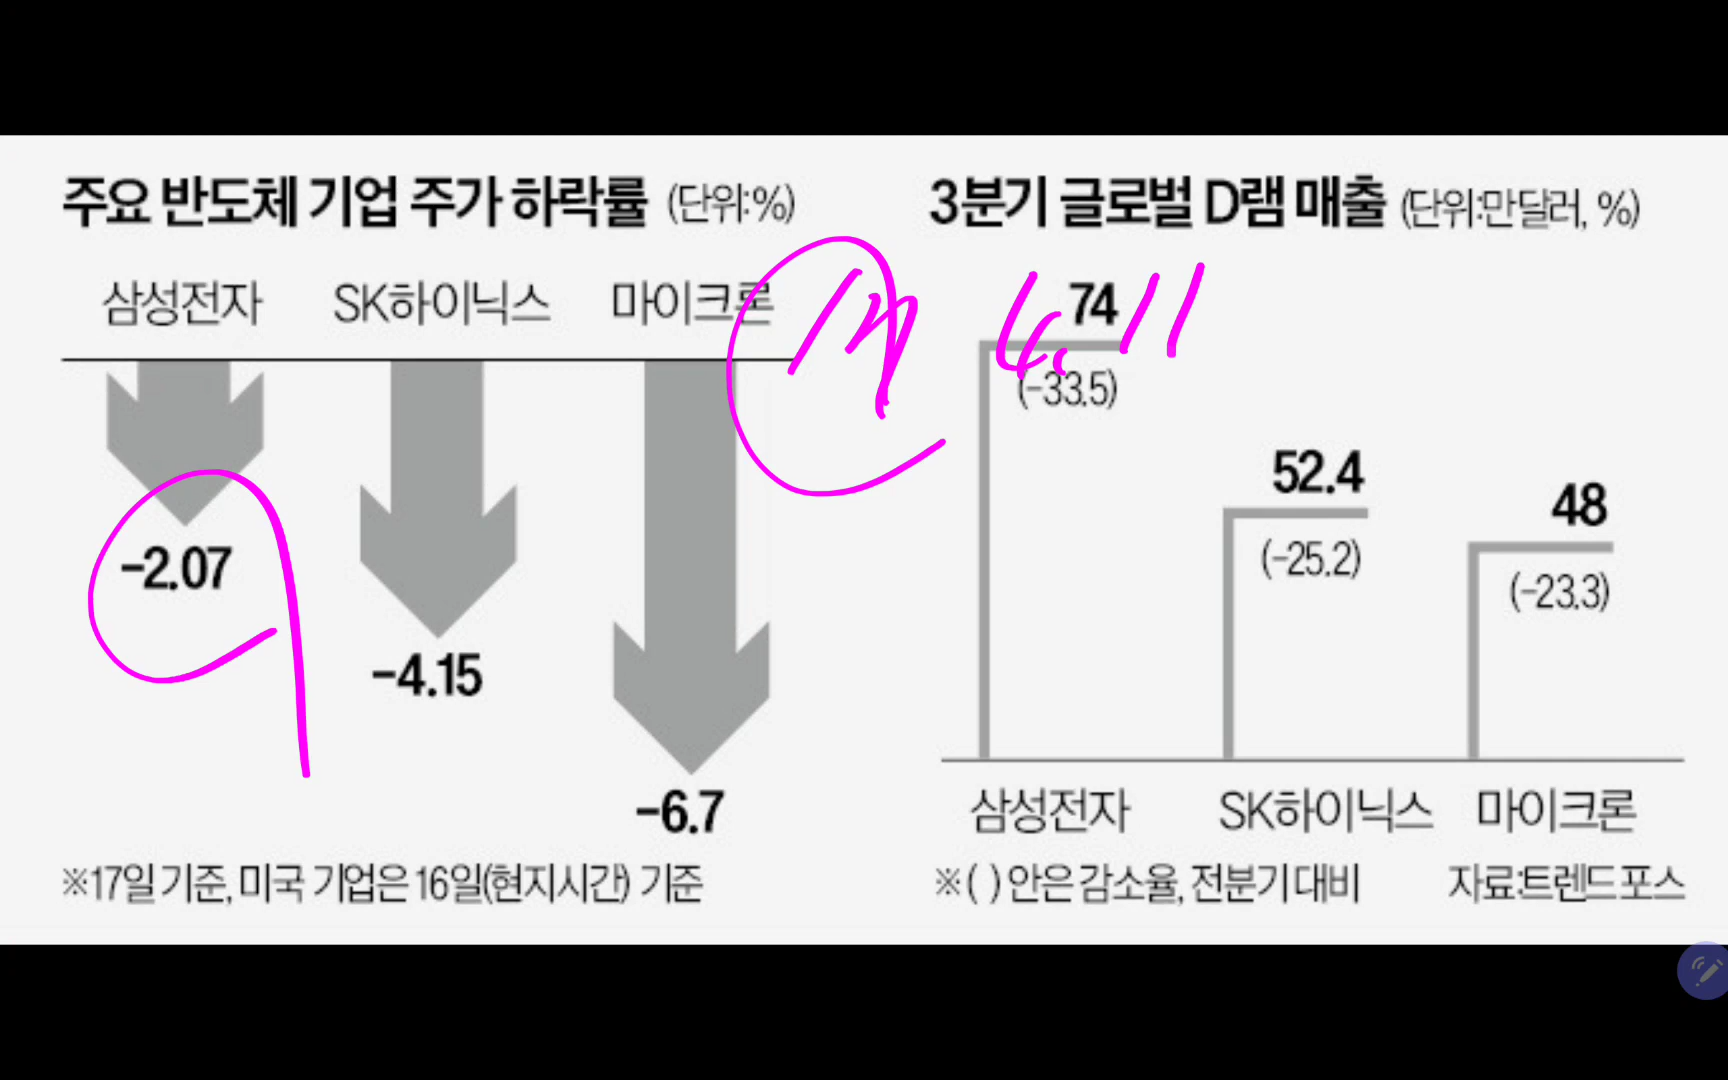 주요 반도체 기업 주가 하락률 (단위:%)
삼성전자 SK하이닉스 마이크론
-2.07
-4.15
-6.7
※17일 기준, 미국 기업은 16일(현지시간) 기준
3분기 글로벌 D램 매출 (단위:만달러, %)
74
(-33.5)
52.4
(-25.2)
48
(-23.3)
삼성전자 SK하이닉스 마이크론
※( ) 안은 감소율, 전분기 대비 자료:트렌드포스